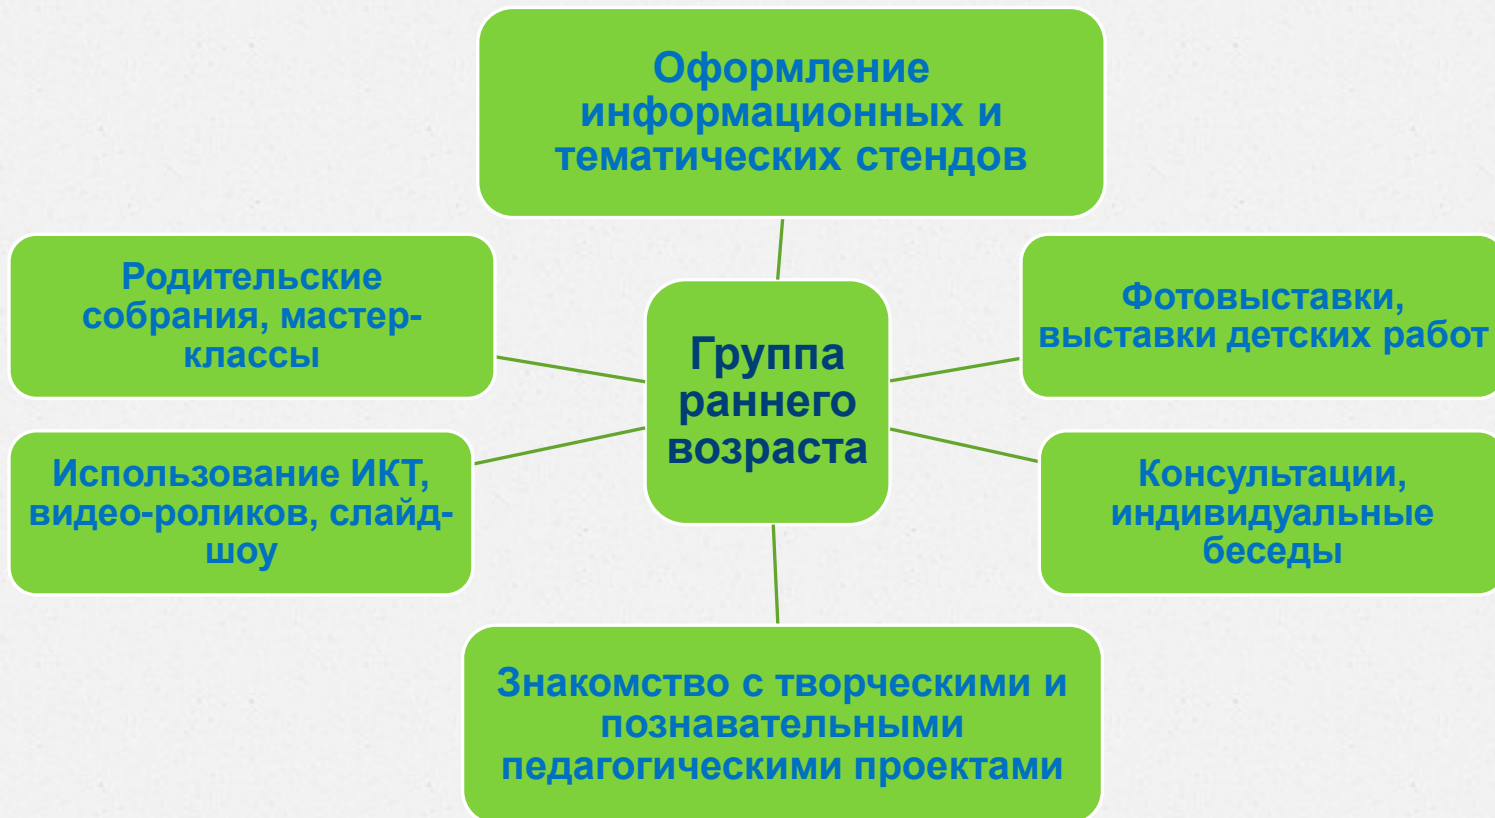 Оформление
информационных и
тематических стендов
Родительские
собрания, мастер-
классы
Фотовыставки,
выставки детских работ
Группа
раннего
возраста
Использование ИКТ,
видео-роликов, слайд-
шоу
Консультации,
индивидуальные
беседы
Знакомство с творческими и
познавательными
педагогическими проектами